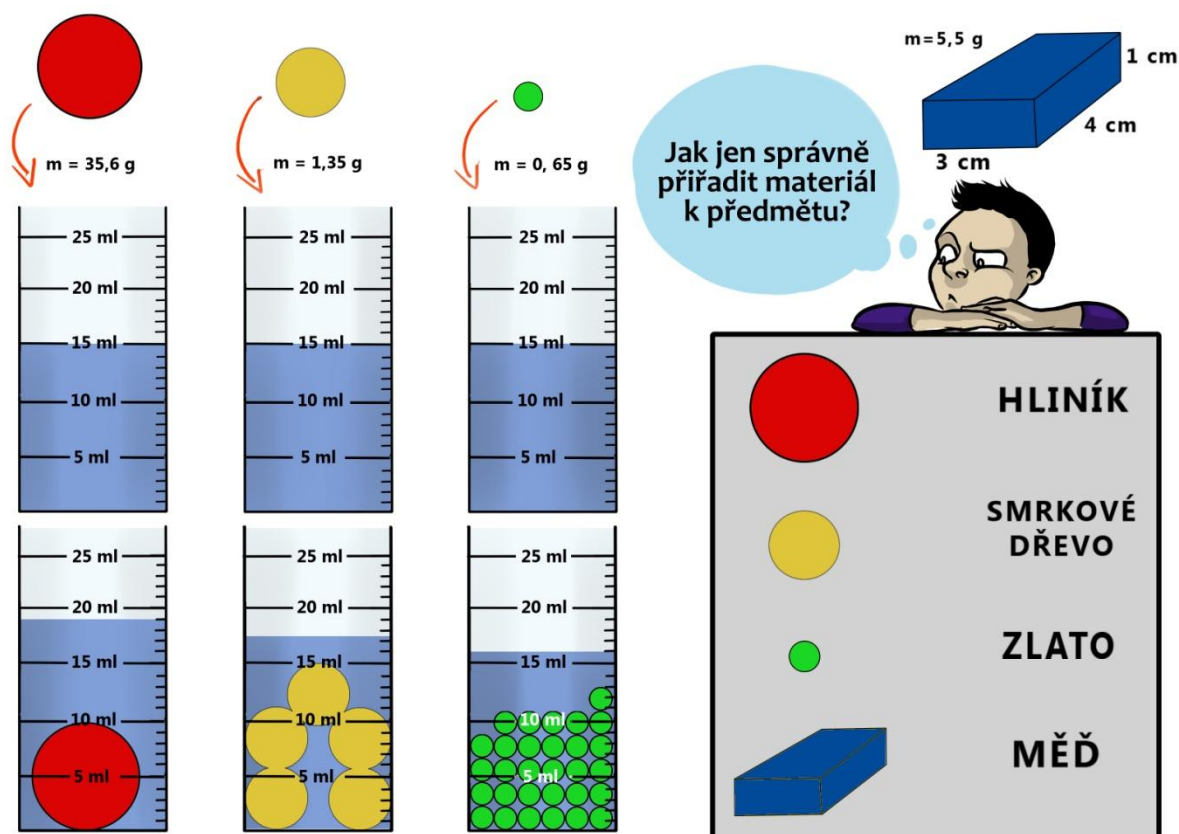 m = 35,6 g
m = 1,35 g
m = 0, 65 g
m=5,5 g
1 cm
4 cm
3 cm
Jak jen správně
přiřadit materiál
k předmětu?
25 ml
20 ml
15 ml
10 ml
5 ml
25 ml
20 ml
15 ml
10 ml
5 ml
25 ml
20 ml
15 ml
10 ml
5 ml
25 ml
20 ml
15 ml
10 ml
5 ml
25 ml
20 ml
15 ml
10 ml
5 ml
25 ml
20 ml
15 ml
10 ml
5 ml
HLINÍK
SMRKOVÉ
DŘEVO
ZLATO
MĚĎ